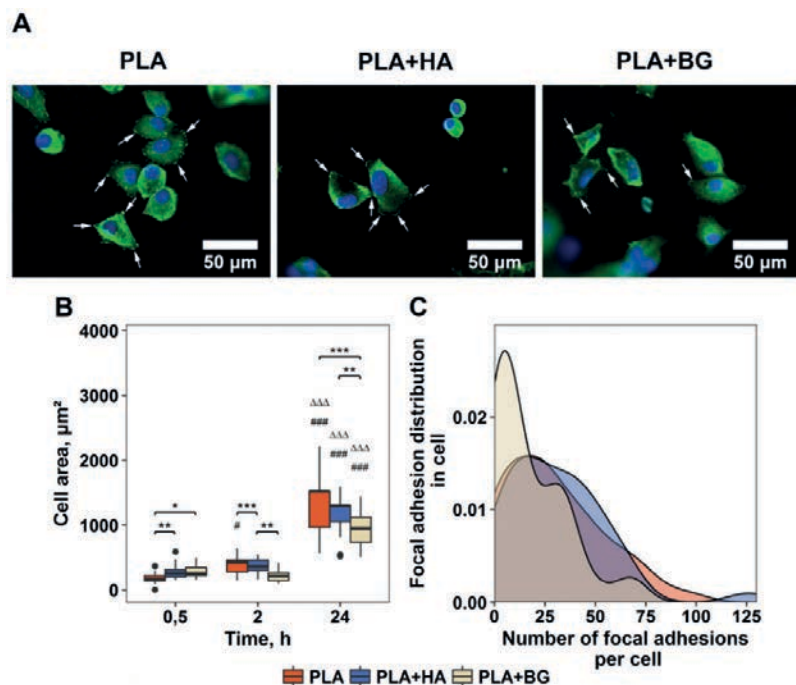 A
PLA
PLA+HA
PLA+BG
50 µm
50 µm
50 µm
B
4000
3000
2000
1000
0
Cell area, µm²
***
**
ΔΔΔ
###
ΔΔΔ
###
ΔΔΔ
###
*
**
***
#
**
0,5
2
24
Time, h
C
0.02
0.01
0.00
Focal adhesion distribution
in cell
0
25
50
75
100
125
Number of focal adhesions
per cell
PLA
PLA+HA
PLA+BG